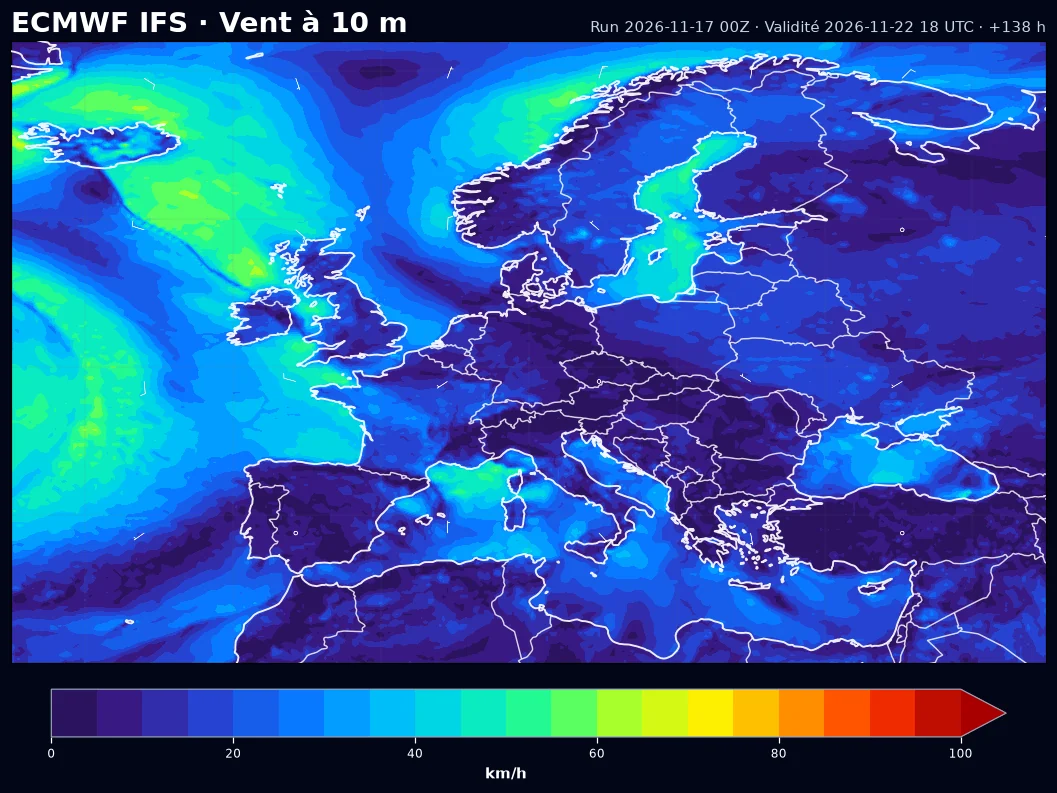 ECMWF IFS · Vent à 10 m
Run 2026-11-17 00Z · Validité 2026-11-22 18 UTC · +138 h
0 20 40 60 80 100
km/h